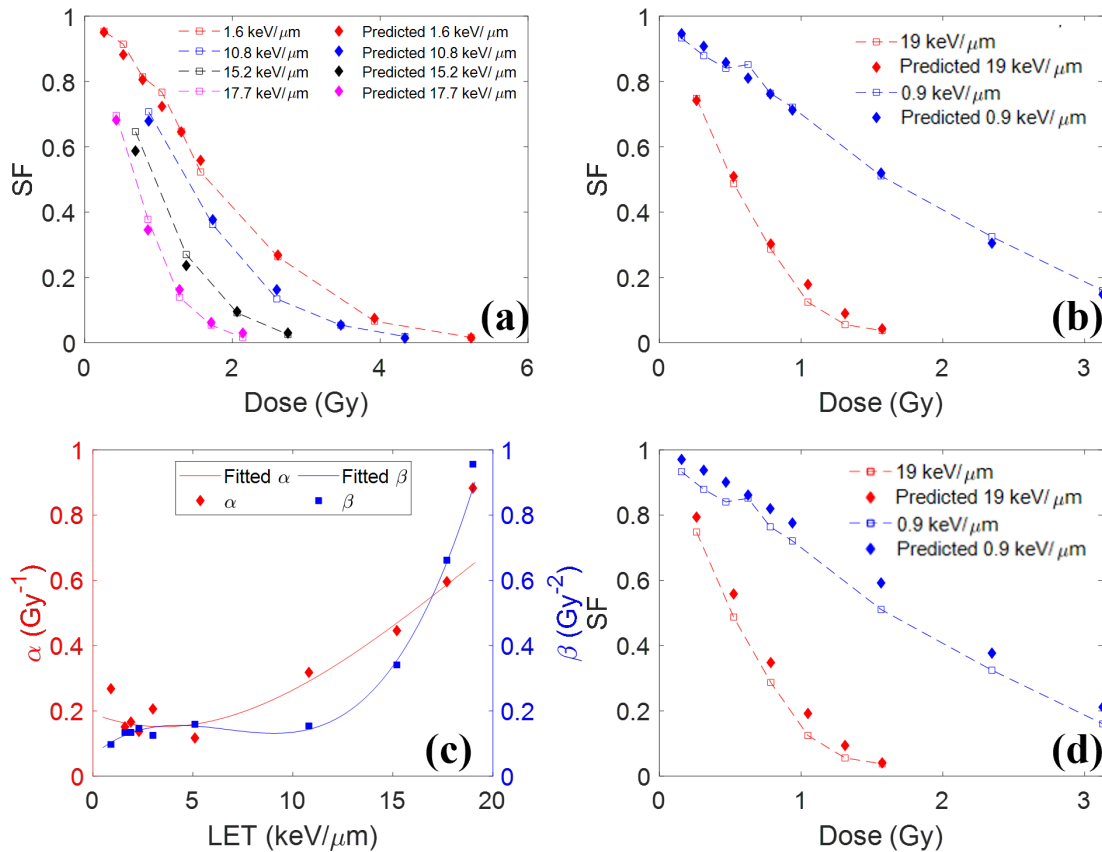 1
0.8
0.6
0.4
0.2
0
SF
1.6 keV/μm Predicted 1.6 keV/μm
10.8 keV/μm Predicted 10.8 keV/μm
15.2 keV/μm Predicted 15.2 keV/μm
17.7 keV/μm Predicted 17.7 keV/μm
(a)
0 2 4 6
Dose (Gy)
1
0.8
0.6
0.4
0.2
0
SF
19 keV/μm
Predicted 19 keV/μm
0.9 keV/μm
Predicted 0.9 keV/μm
(b)
0 1 2 3
Dose (Gy)
1
0.8
0.6
0.4
0.2
0
α (Gy⁻¹)
Fitted α Fitted β
α β
(c)
1
0.8
0.6
0.4
0.2
0
β (Gy⁻²)
0 5 10 15 20
LET (keV/μm)
1
0.8
0.6
0.4
0.2
0
SF
19 keV/μm
Predicted 19 keV/μm
0.9 keV/μm
Predicted 0.9 keV/μm
(d)
0 1 2 3
Dose (Gy)